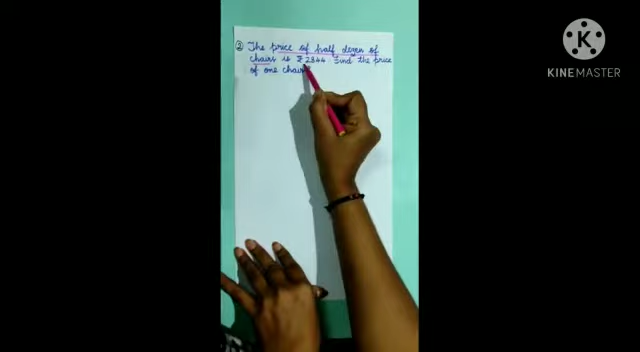 ② The price of half dozen of
chairs is ₹ 2844 Find the price
of one chair
KINEMASTER